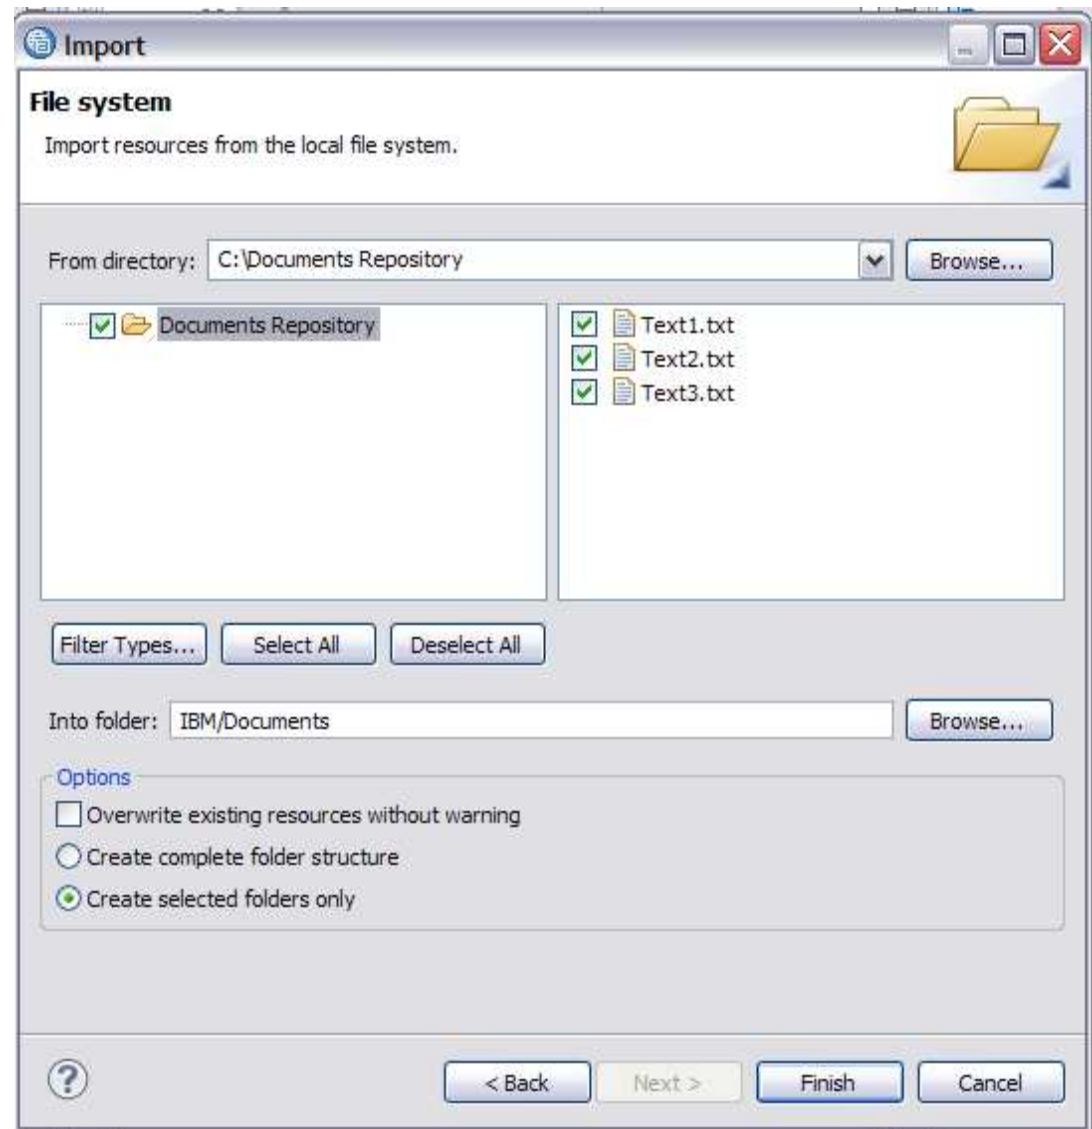 Import
File system
Import resources from the local file system.
From directory: C:\Documents Repository Browse...
Documents Repository
Text1.txt
Text2.txt
Text3.txt
Filter Types... Select All Deselect All
Into folder: IBM/Documents Browse...
Options
Overwrite existing resources without warning
Create complete folder structure
Create selected folders only
? < Back Next > Finish Cancel